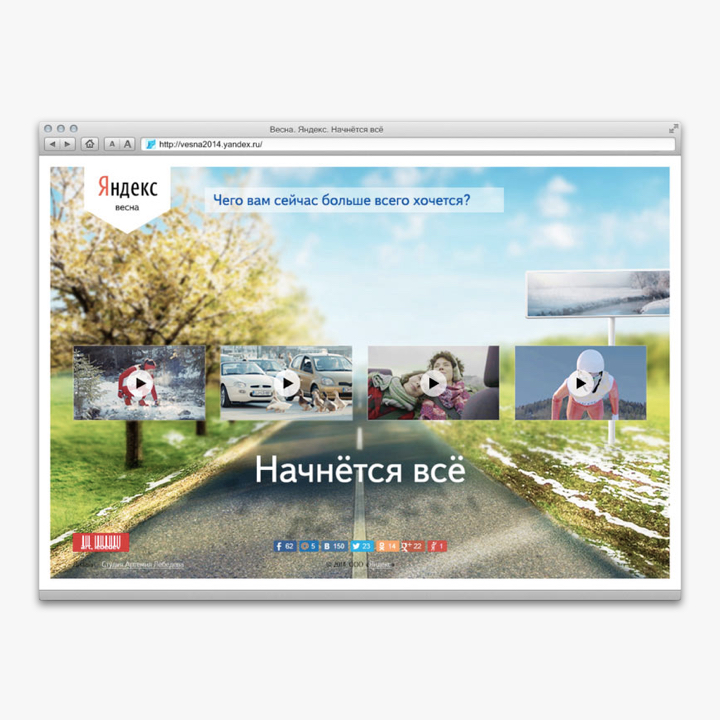 Весна. Яндекс. Начнётся всё
A A
http://vesna2014.yandex.ru/
Яндекс
весна
Чего вам сейчас больше всего хочется?
Начнётся всё
62 5 150 23 14 22 1
Студия Артемия Лебедева
© 2014, ООО «Яндекс»